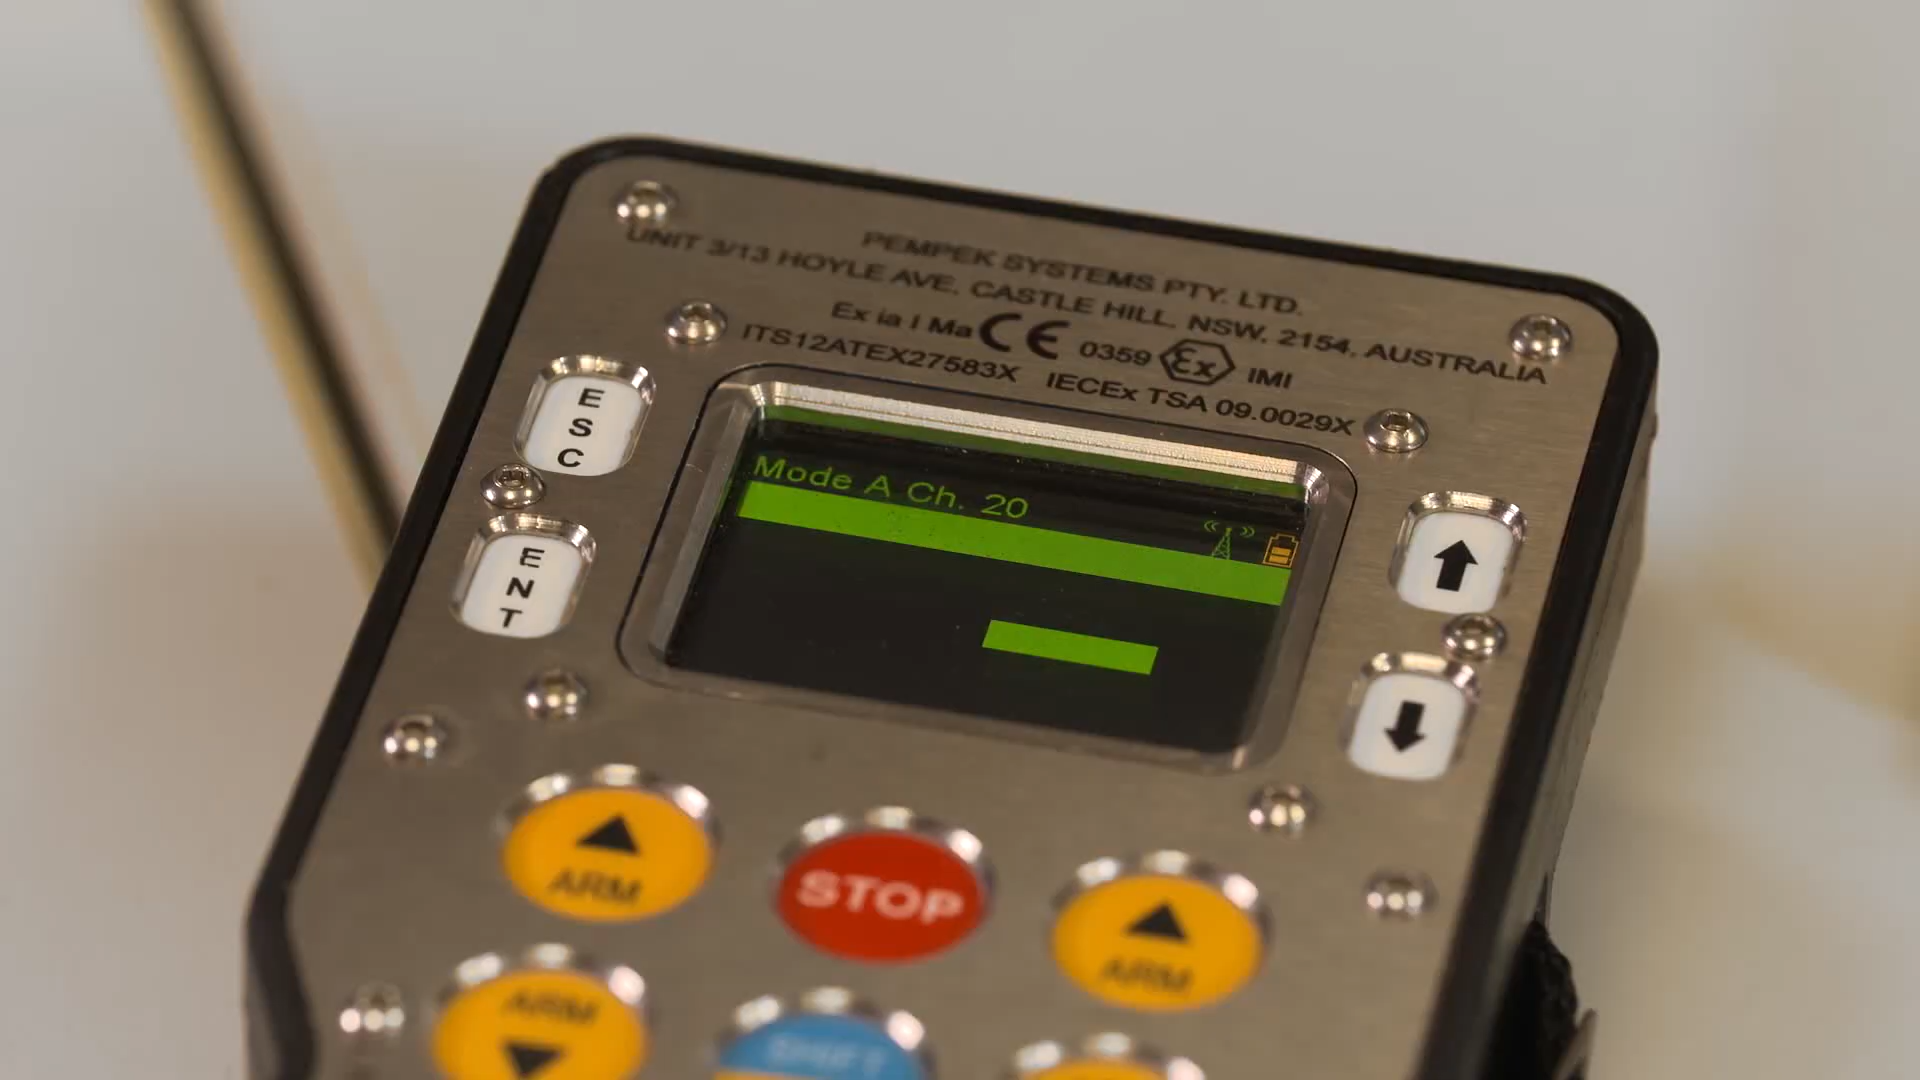 PEMPEK SYSTEMS PTY. LTD.
UNIT 3/13 HOYLE AVE, CASTLE HILL, NSW, 2154, AUSTRALIA
Ex ia I Ma CE 0359 Ex IMI
ITS12ATEX27583X IECEx TSA 09.0029X
ESC
ENT
Mode A Ch. 20
ARM
STOP
ARM
ARM
SHIFT